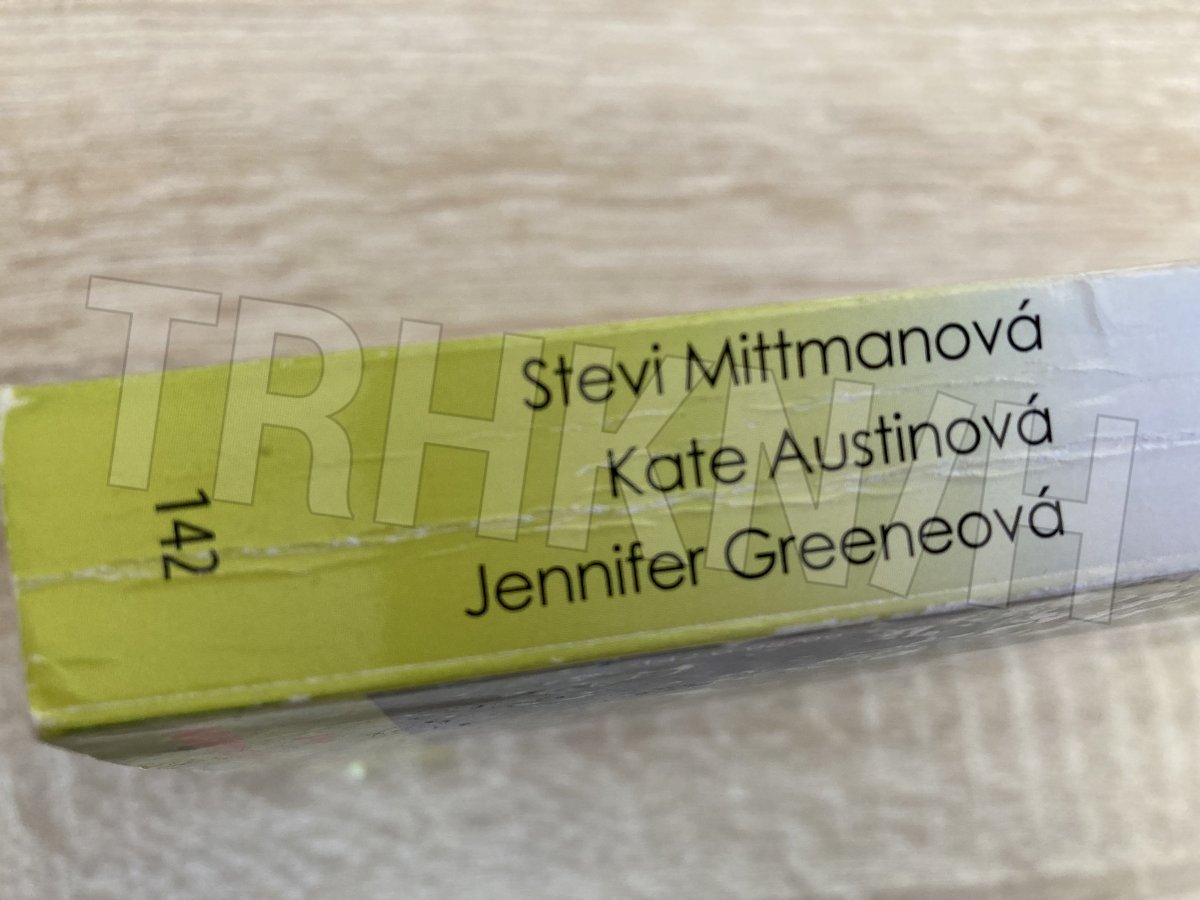 Stevi Mittmanová
Kate Austinová
Jennifer Greeneová
142
TRHKNIH